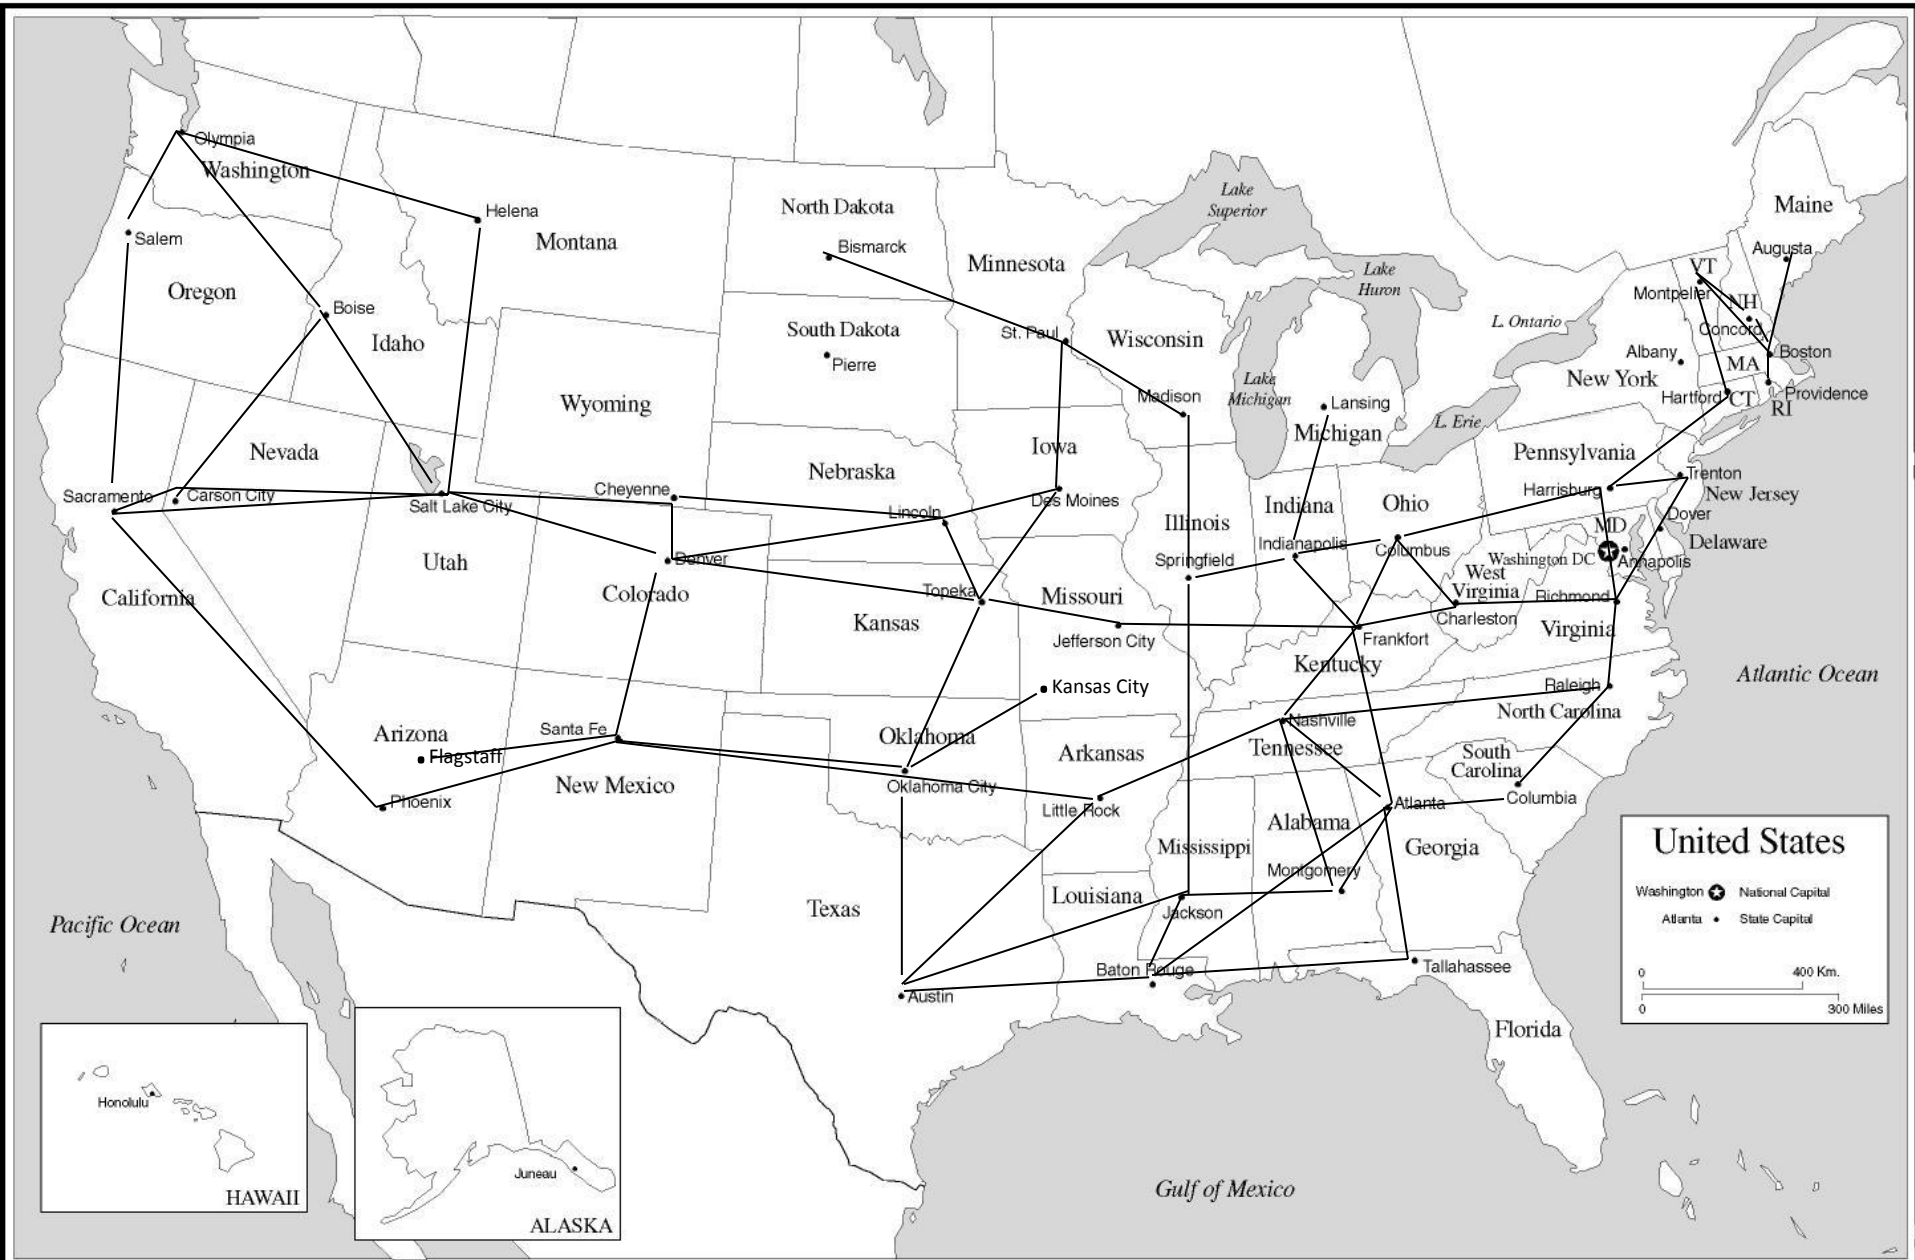 Olympia
Washington
Helena
Montana
Salem
Oregon
Boise
Idaho
North Dakota
Bismarck
Minnesota
St. Paul
South Dakota
Pierre
Wisconsin
Madison
Lake
Superior
Lake
Huron
Lake
Michigan
Lansing
Michigan
L. Ontario
L. Erie
Maine
Augusta
VT
Montpelier
NH
Concord
Albany
New York
MA
Boston
Hartford
CT
RI
Providence
Wyoming
Cheyenne
Nebraska
Lincoln
Iowa
Des Moines
Nevada
Sacramento
Carson City
Salt Lake City
Utah
California
Denver
Colorado
Topeka
Kansas
Missouri
Jefferson City
Kansas City
Illinois
Springfield
Indiana
Indianapolis
Ohio
Columbus
Pennsylvania
Harrisburg
Trenton
New Jersey
MD
Dover
Delaware
Washington DC
Annapolis
West
Virginia
Charleston
Richmond
Virginia
Frankfort
Kentucky
Raleigh
North Carolina
Nashville
Tennessee
South
Carolina
Columbia
Atlantic Ocean
Arizona
Flagstaff
Phoenix
Santa Fe
New Mexico
Oklahoma
Oklahoma City
Arkansas
Little Rock
Atlanta
Alabama
Georgia
Mississippi
Montgomery
Louisiana
Jackson
Texas
Austin
Baton Rouge
Tallahassee
Florida
Pacific Ocean
Gulf of Mexico
Honolulu
HAWAII
Juneau
ALASKA
United States
Washington National Capital
Atlanta State Capital
0 400 Km.
0 300 Miles